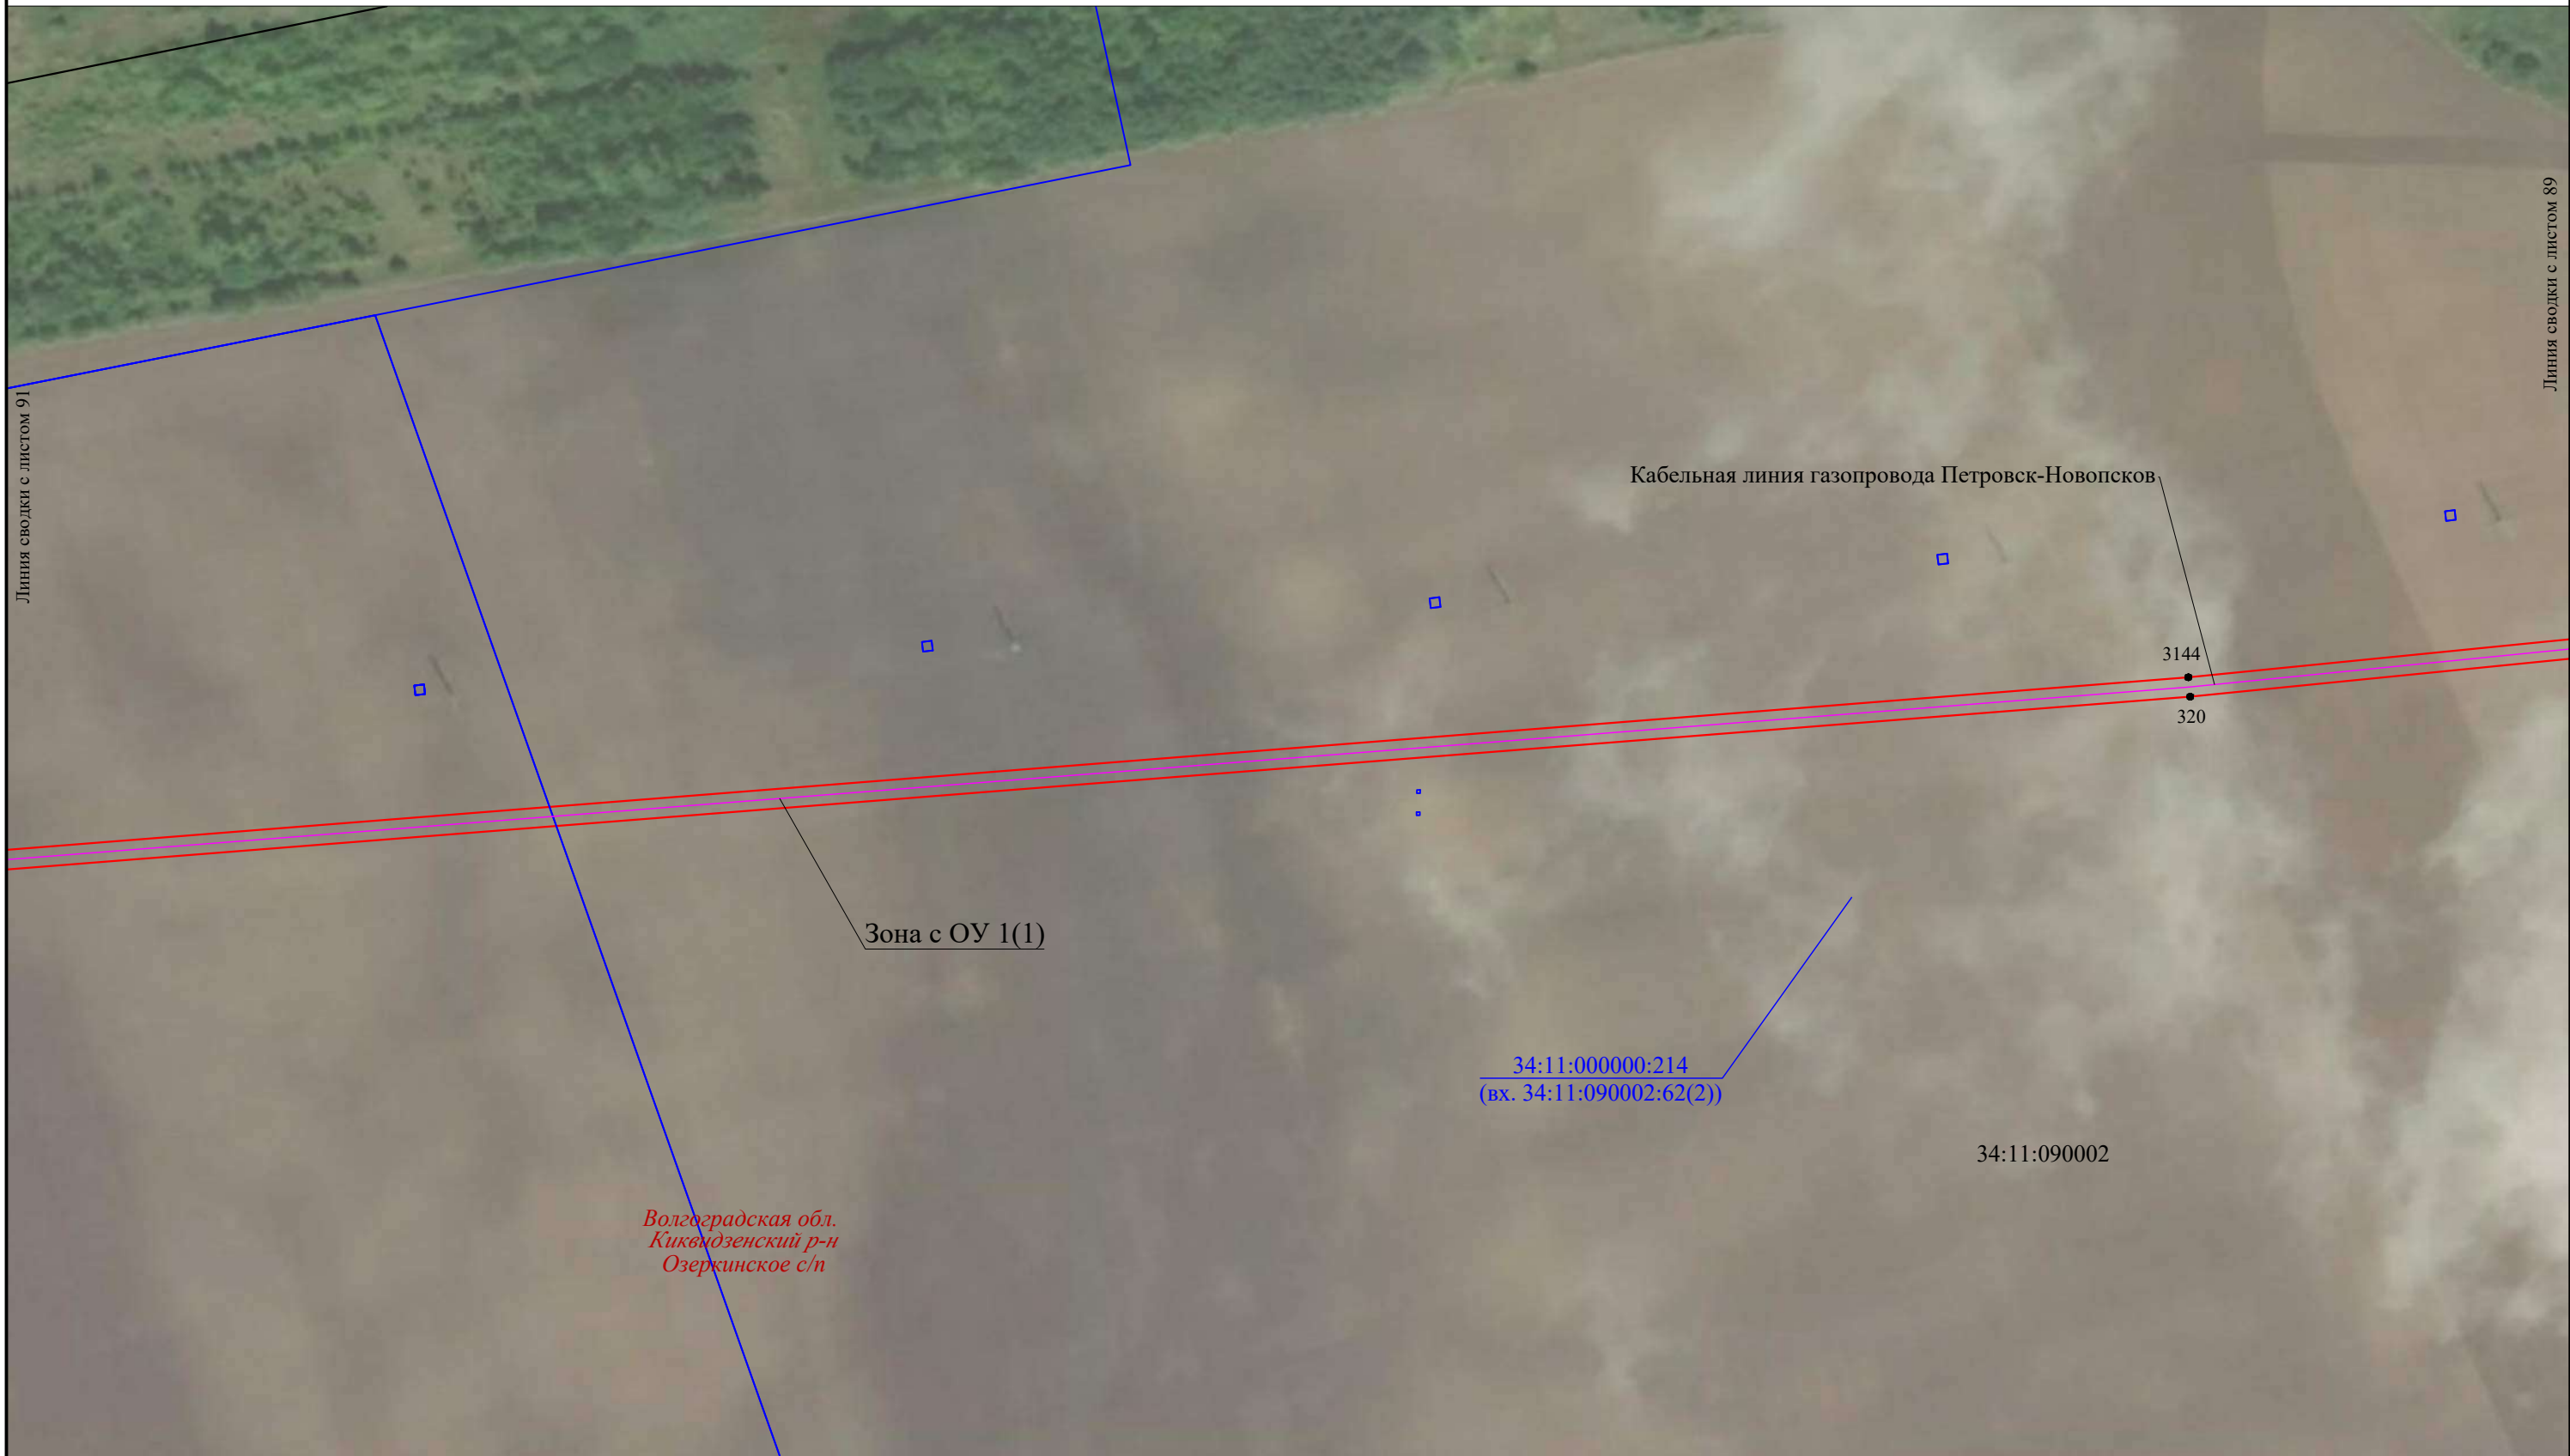 Линия сводки с листом 89
Линия сводки с листом 91
Кабельная линия газопровода Петровск-Новопсков
3144
320
Зона с ОУ 1(1)
34:11:000000:214
(вх. 34:11:090002:62(2))
34:11:090002
Волгоградская обл.
Киквидзенский р-н
Озеркинское с/п